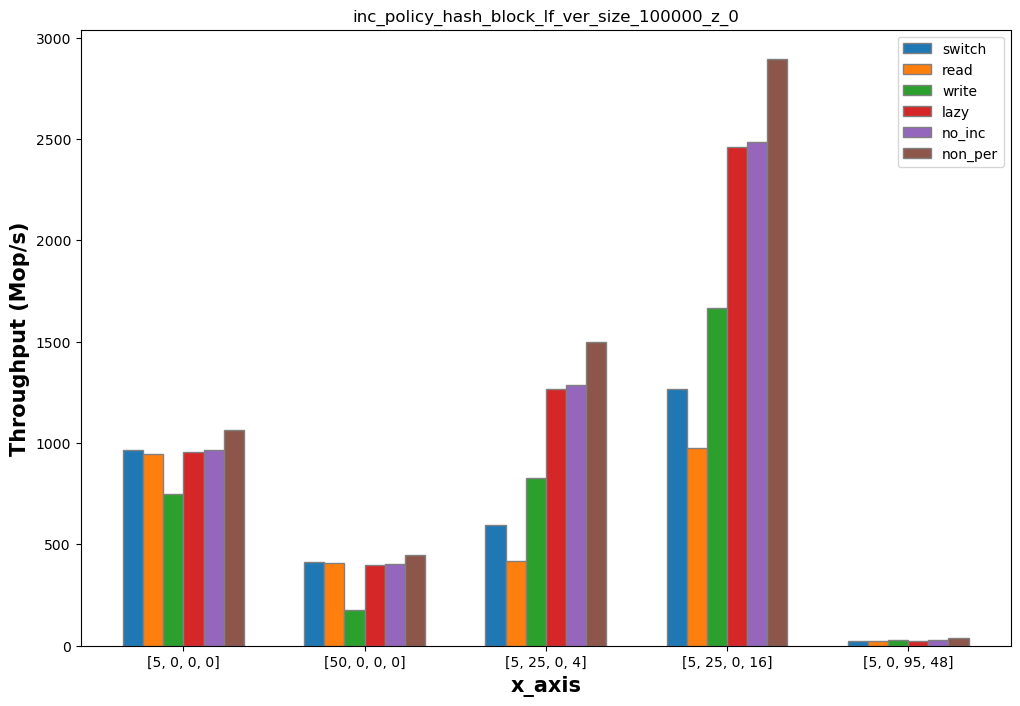 inc_policy_hash_block_lf_ver_size_100000_z_0
Throughput (Mop/s)
3000
2500
2000
1500
1000
500
0
switch
read
write
lazy
no_inc
non_per
[5, 0, 0, 0]
[50, 0, 0, 0]
[5, 25, 0, 4]
[5, 25, 0, 16]
[5, 0, 95, 48]
x_axis